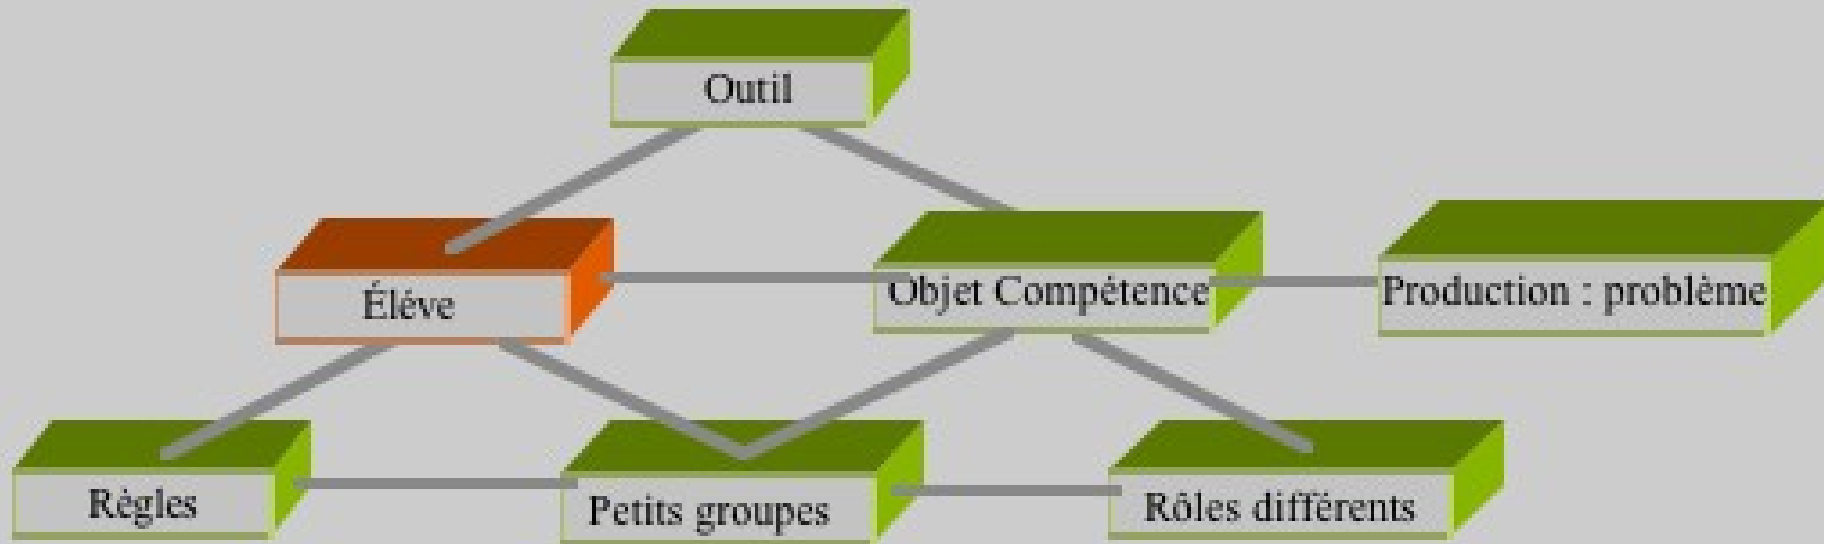 Outil
Éléve
Objet Compétence
Production : problème
Règles
Petits groupes
Rôles différents